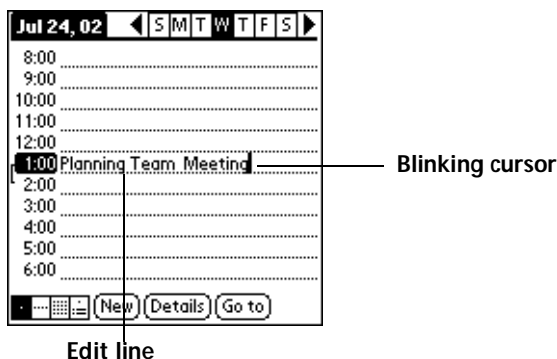 Jul 24, 02 S M T W T F S
8:00
9:00
10:00
11:00
12:00
1:00 Planning Team Meeting Blinking cursor
2:00
3:00
4:00
5:00
6:00
New Details Go to
Edit line